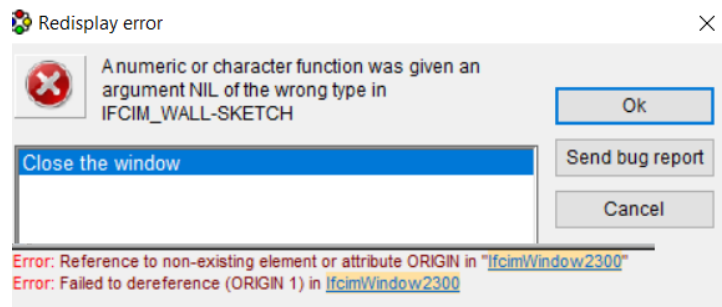 Redisplay error
A numeric or character function was given an
argument NIL of the wrong type in
IFCIM_WALL-SKETCH
Ok
Close the window
Send bug report
Cancel
Error: Reference to non-existing element or attribute ORIGIN in "IfcimWindow2300"
Error: Failed to dereference (ORIGIN 1) in IfcimWindow2300